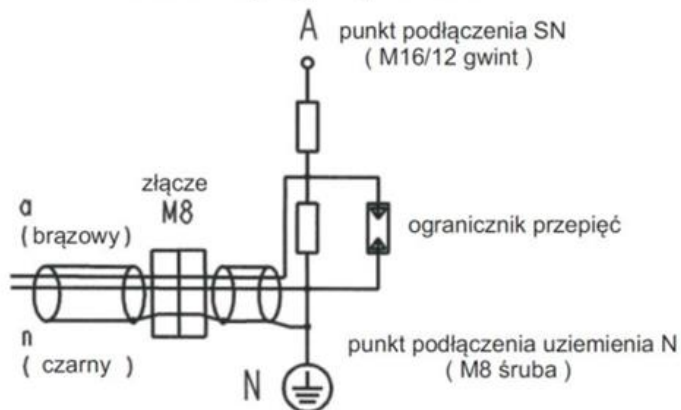 A
punkt podłączenia SN
( M16/12 gwint )
złącze
M8
a
( brązowy )
ogranicznik przepięć
n
( czarny )
N
punkt podłączenia uziemienia N
( M8 śruba )